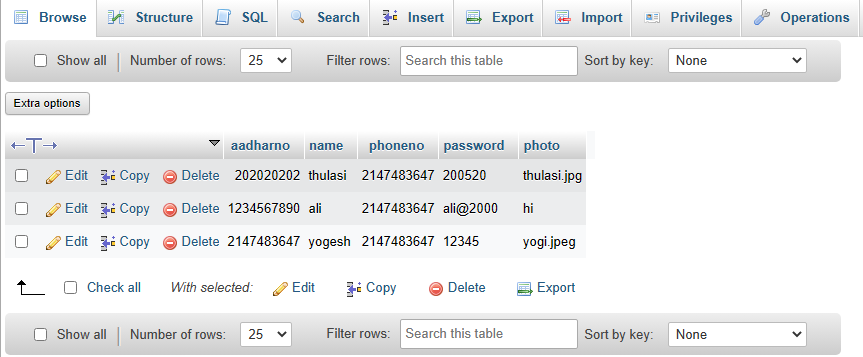 Browse Structure SQL Search Insert Export Import Privileges Operations
Show all Number of rows: 25 Filter rows: Search this table Sort by key: None
Extra options
aadharno name phoneno password photo
Edit Copy Delete 202020202 thulasi 2147483647 200520 thulasi.jpg
Edit Copy Delete 1234567890 ali 2147483647 ali@2000 hi
Edit Copy Delete 2147483647 yogesh 2147483647 12345 yogi.jpeg
Check all With selected: Edit Copy Delete Export
Show all Number of rows: 25 Filter rows: Search this table Sort by key: None